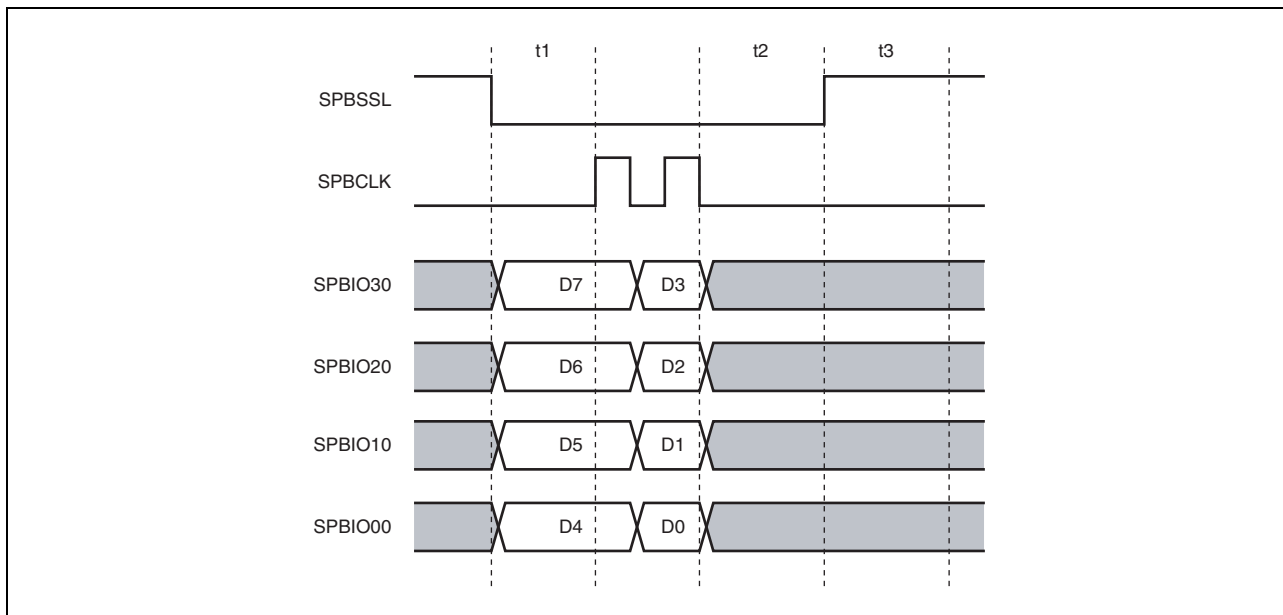 t1 t2 t3
SPBSSL
SPBCLK
SPBIO30 D7 D3
SPBIO20 D6 D2
SPBIO10 D5 D1
SPBIO00 D4 D0